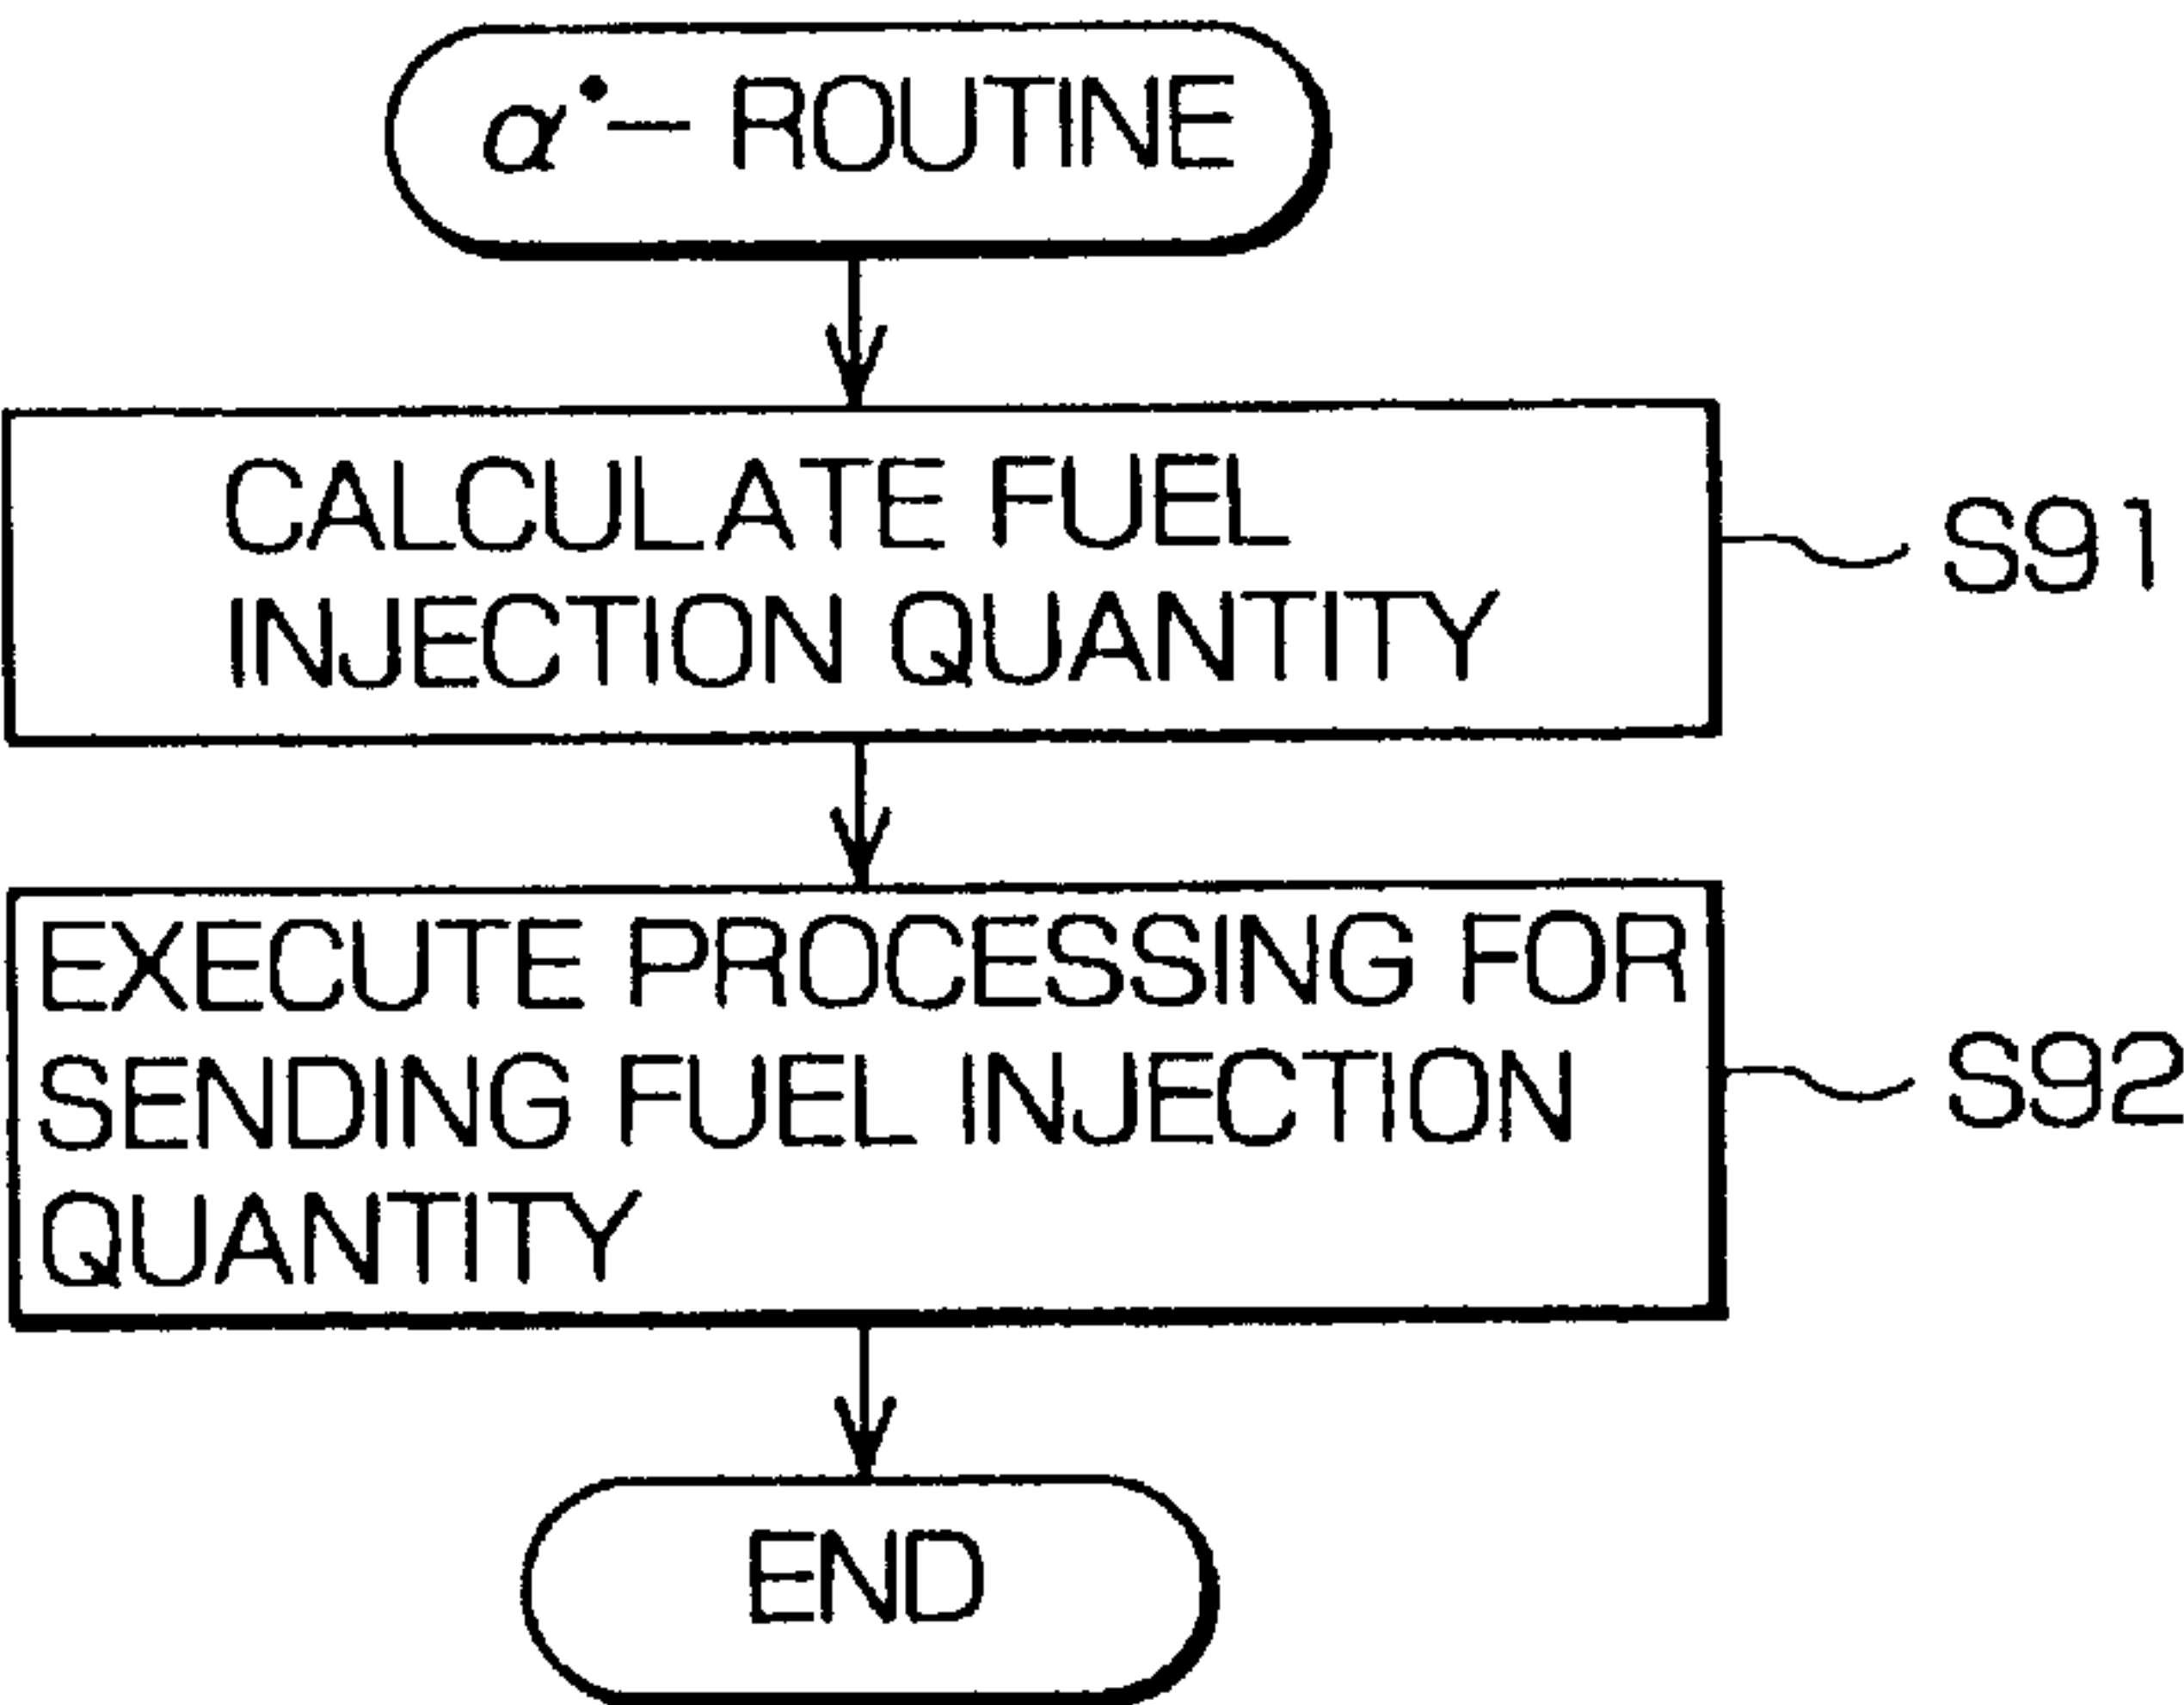 α•— ROUTINE
CALCULATE FUEL
INJECTION QUANTITY
S91
EXECUTE PROCESSING FOR
SENDING FUEL INJECTION
QUANTITY
S92
END